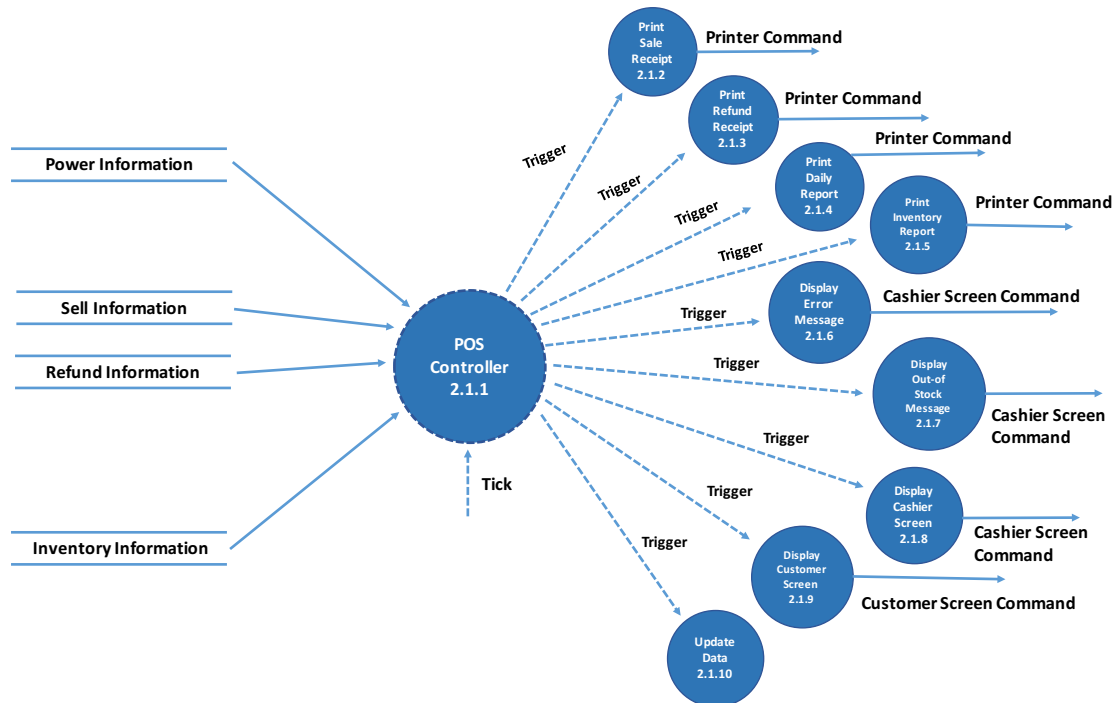 Print
Sale
Receipt
2.1.2
Printer Command
Print
Refund
Receipt
2.1.3
Printer Command
Print
Daily
Report
2.1.4
Printer Command
Print
Inventory
Report
2.1.5
Printer Command
Power Information
Sell Information
Refund Information
Inventory Information
POS
Controller
2.1.1
Tick
Trigger
Trigger
Trigger
Trigger
Trigger
Trigger
Trigger
Trigger
Trigger
Display
Error
Message
2.1.6
Cashier Screen Command
Display
Out-of
Stock
Message
2.1.7
Cashier Screen
Command
Display
Cashier
Screen
2.1.8
Cashier Screen
Command
Display
Customer
Screen
2.1.9
Customer Screen Command
Update
Data
2.1.10